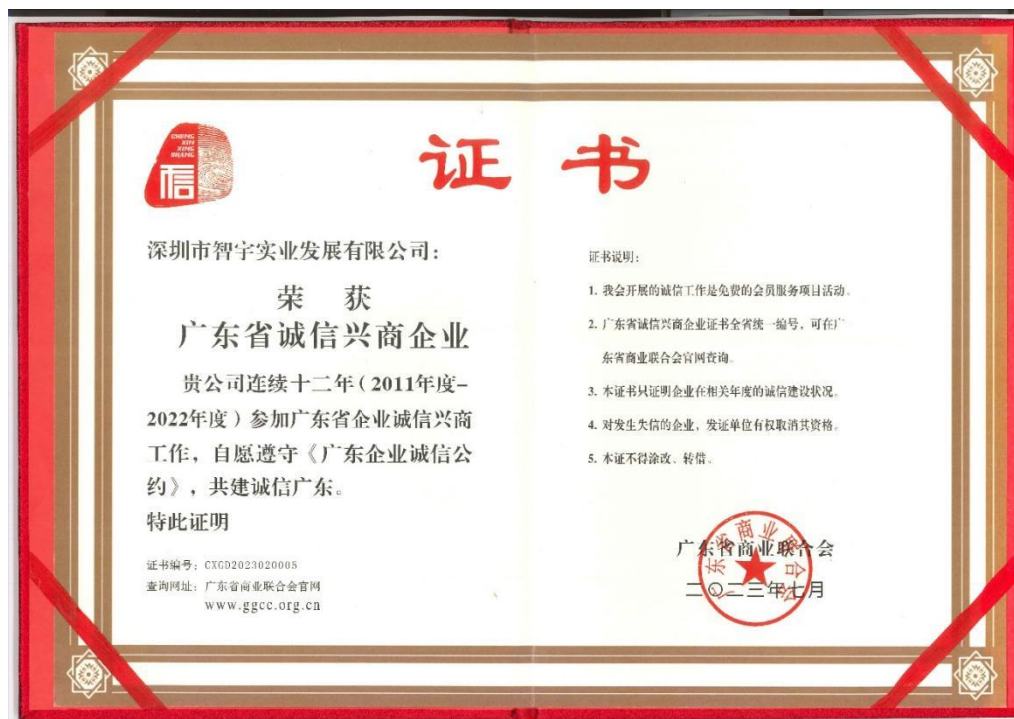 CHENG
XIN
XING
SHANG
信
证书
深圳市智宇实业发展有限公司：
荣 获
广东省诚信兴商企业
贵公司连续十二年（2011年度-
2022年度）参加广东省企业诚信兴商
工作，自愿遵守《广东企业诚信公
约》，共建诚信广东。
特此证明
证书编号：CXGD2023020005
查询网址：广东省商业联合会官网
www.ggcc.org.cn
证书说明：
1. 我会开展的诚信工作是免费的会员服务项目活动。
2. 广东省诚信兴商企业证书全省统一编号，可在广
东省商业联合会官网查询。
3. 本证书只证明企业在相关年度的诚信建设状况。
4. 对发生失信的企业，发证单位有权取消其资格。
5. 本证不得涂改、转借。
广东省商业联合会
二〇二三年七月
广东省商业联合会